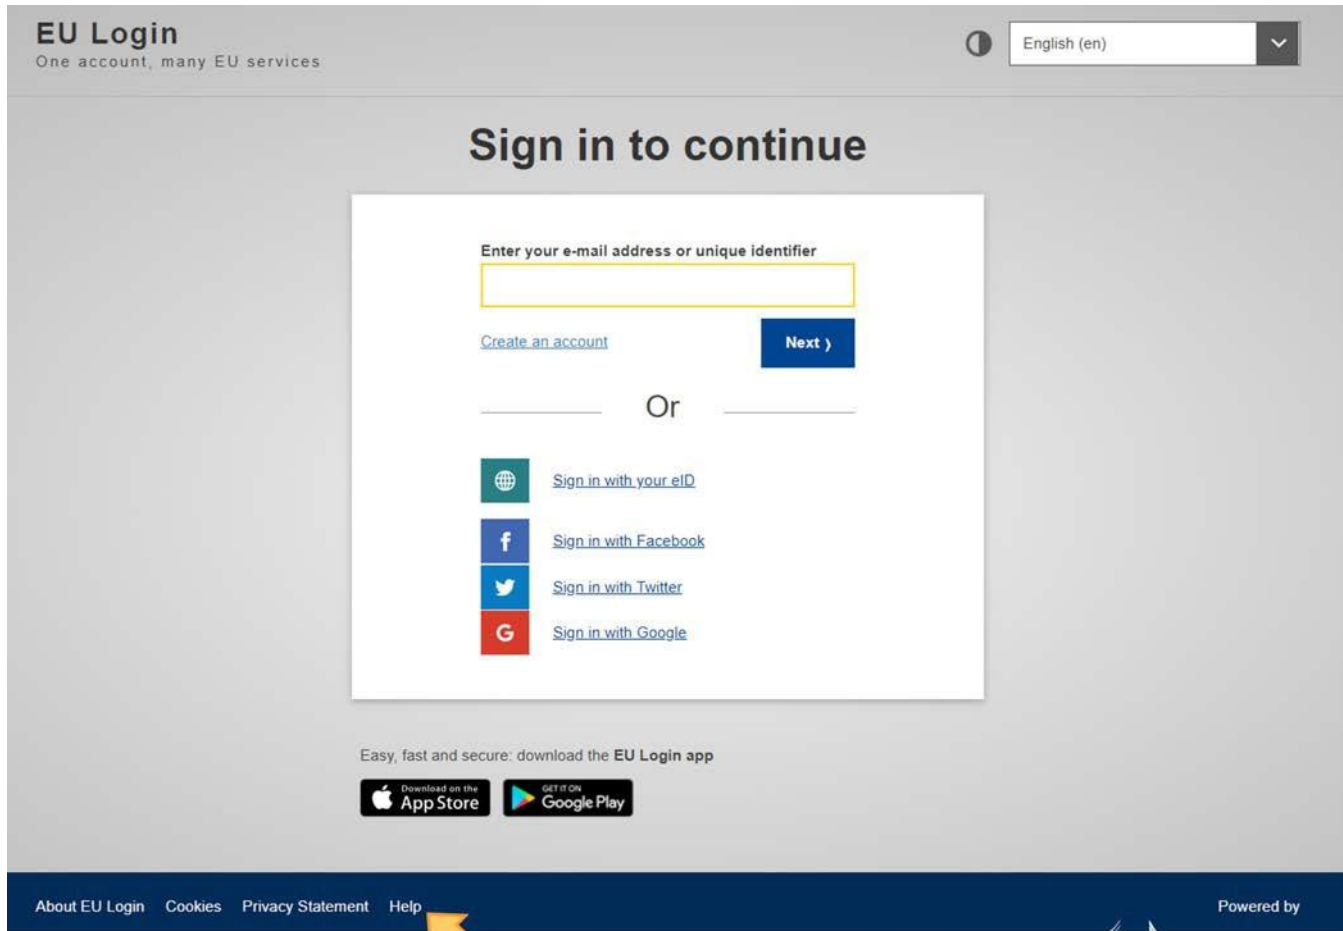 EU Login
One account, many EU services
English (en)
Sign in to continue
Enter your e-mail address or unique identifier
Create an account
Next ⟩
Or
Sign in with your eID
f
Sign in with Facebook
Sign in with Twitter
G
Sign in with Google
Easy, fast and secure: download the EU Login app
Download on the
App Store
GET IT ON
Google Play
About EU Login Cookies Privacy Statement Help
Powered by